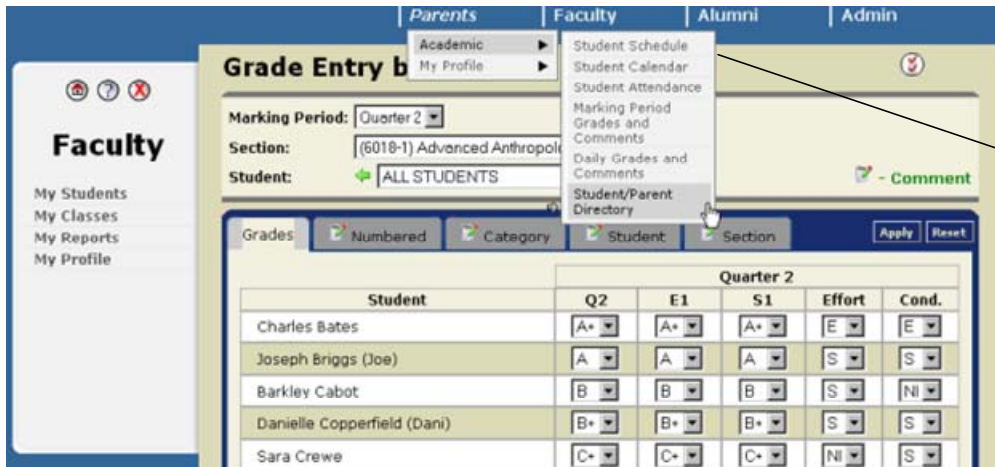 Parents Faculty Alumni Admin
Academic
My Profile
Student Schedule
Student Calendar
Student Attendance
Marking Period
Grades and
Comments
Daily Grades and
Comments
Student/Parent
Directory
Faculty
My Students
My Classes
My Reports
My Profile
Grade Entry b
Marking Period: Quarter 2
Section: (6018-1) Advanced Anthropol
Student: ALL STUDENTS
- Comment
Grades Numbered Category Student Section Apply Reset
Quarter 2
Student Q2 E1 S1 Effort Cond.
Charles Bates A+ A+ A+ E E
Joseph Briggs (Joe) A A A S S
Barkley Cabot B B B S NI
Danielle Copperfield (Dani) B+ B+ B+ S S
Sara Crewe C+ C+ C+ NI S